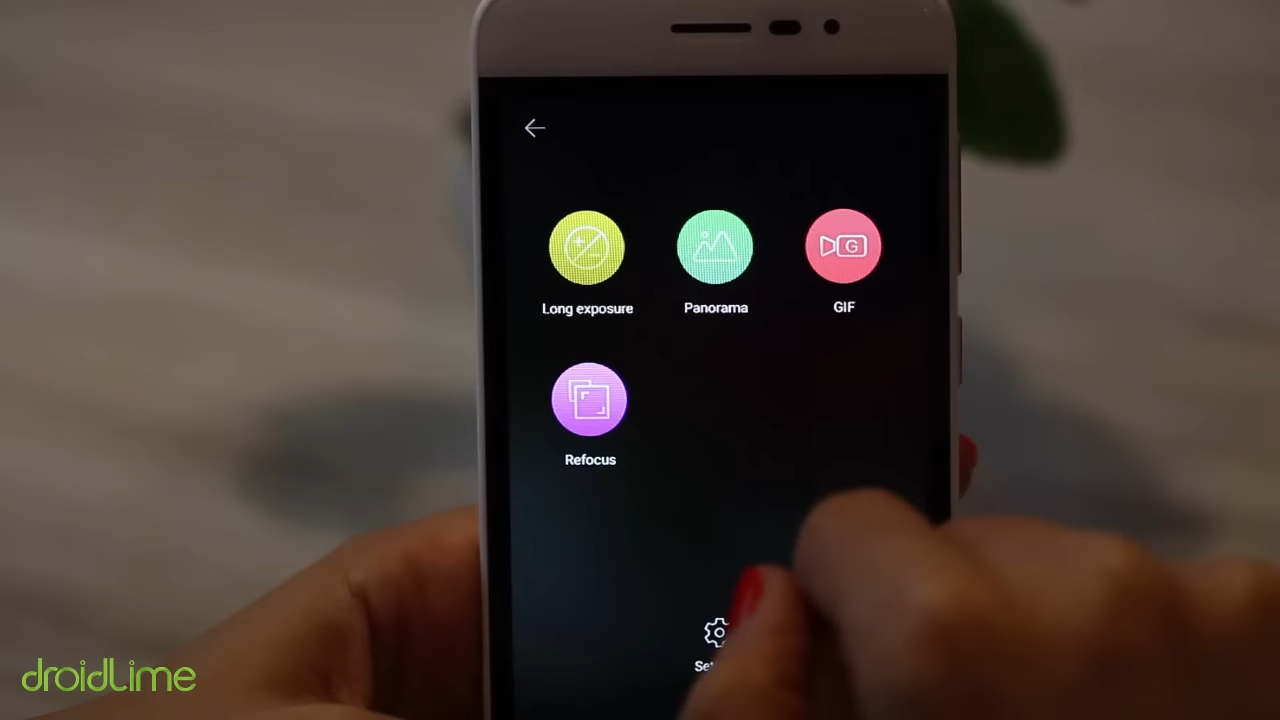 Long exposure
Panorama
GIF
G
Refocus
droidlime